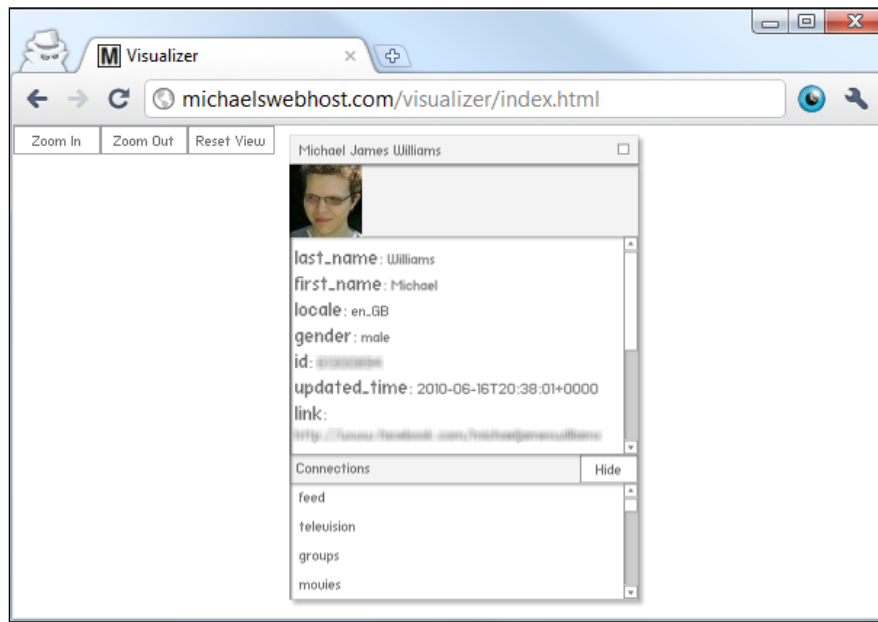 M Visualizer
michaelswebhost.com/visualizer/index.html
Zoom In Zoom Out Reset View
Michael James Williams
last_name: Williams
first_name: Michael
locale: en_GB
gender: male
id:
updated_time: 2010-06-16T20:38:01+0000
link:
Connections Hide
feed
television
groups
movies